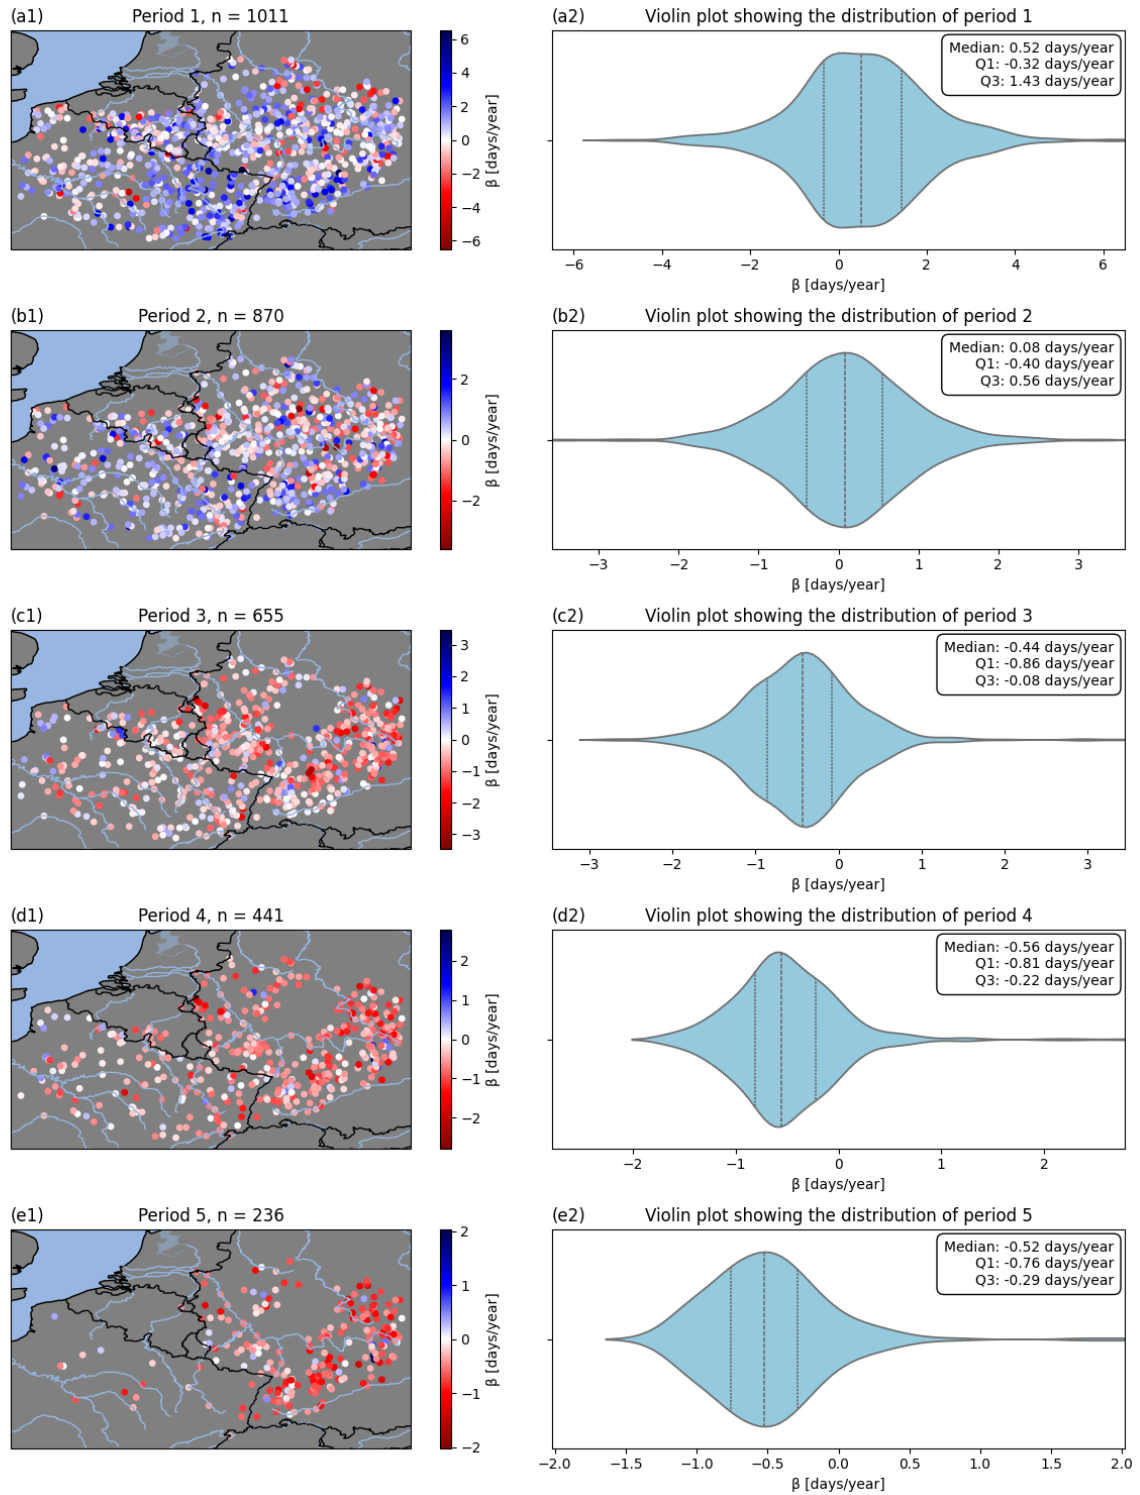 (a1) Period 1, n = 1011
6
4
2
0
−2
−4
−6
β [days/year]
(a2) Violin plot showing the distribution of period 1
Median: 0.52 days/year
Q1: -0.32 days/year
Q3: 1.43 days/year
−6 −4 −2 0 2 4 6
β [days/year]
(b1) Period 2, n = 870
2
0
−2
β [days/year]
(b2) Violin plot showing the distribution of period 2
Median: 0.08 days/year
Q1: -0.40 days/year
Q3: 0.56 days/year
−3 −2 −1 0 1 2 3
β [days/year]
(c1) Period 3, n = 655
3
2
1
0
−1
−2
−3
β [days/year]
(c2) Violin plot showing the distribution of period 3
Median: -0.44 days/year
Q1: -0.86 days/year
Q3: -0.08 days/year
−3 −2 −1 0 1 2 3
β [days/year]
(d1) Period 4, n = 441
2
1
0
−1
−2
β [days/year]
(d2) Violin plot showing the distribution of period 4
Median: -0.56 days/year
Q1: -0.81 days/year
Q3: -0.22 days/year
−2 −1 0 1 2
β [days/year]
(e1) Period 5, n = 236
2
1
0
−1
−2
β [days/year]
(e2) Violin plot showing the distribution of period 5
Median: -0.52 days/year
Q1: -0.76 days/year
Q3: -0.29 days/year
−2.0 −1.5 −1.0 −0.5 0.0 0.5 1.0 1.5 2.0
β [days/year]